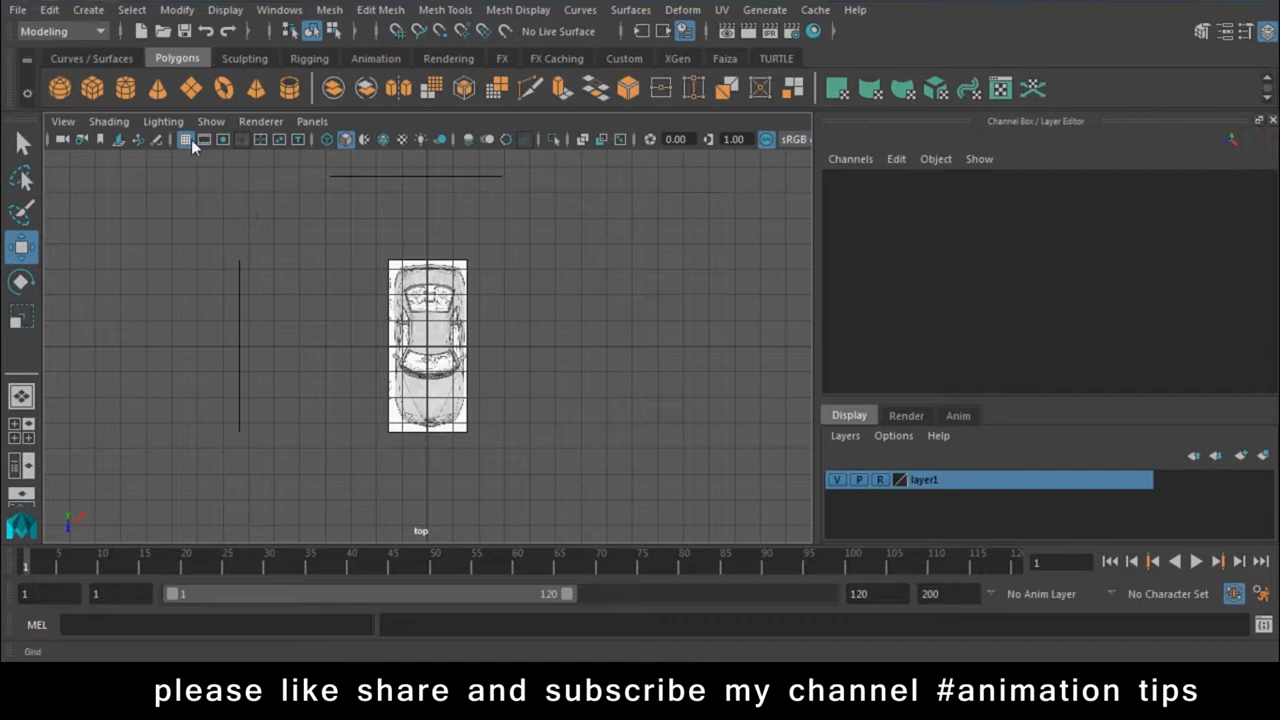 File Edit Create Select Modify Display Windows Mesh Edit Mesh Mesh Tools Mesh Display Curves Surfaces Deform UV Generate Cache Help
Modeling No Live Surface
Curves / Surfaces Polygons Sculpting Rigging Animation Rendering FX FX Caching Custom Faiza XGen TURTLE
View Shading Lighting Show Renderer Panels Channel Box / Layer Editor
0.00 1.00 sRGB
Channels Edit Object Show
top
Display Render Anim
Layers Options Help
V P R layer1
5 10 15 20 25 30 35 40 45 50 55 60 65 70 75 80 85 90 95 100 105 110 115 12
1 1
1 1 1 120 120 200 No Anim Layer No Character Set
MEL
Grid
please like share and subscribe my channel #animation tips